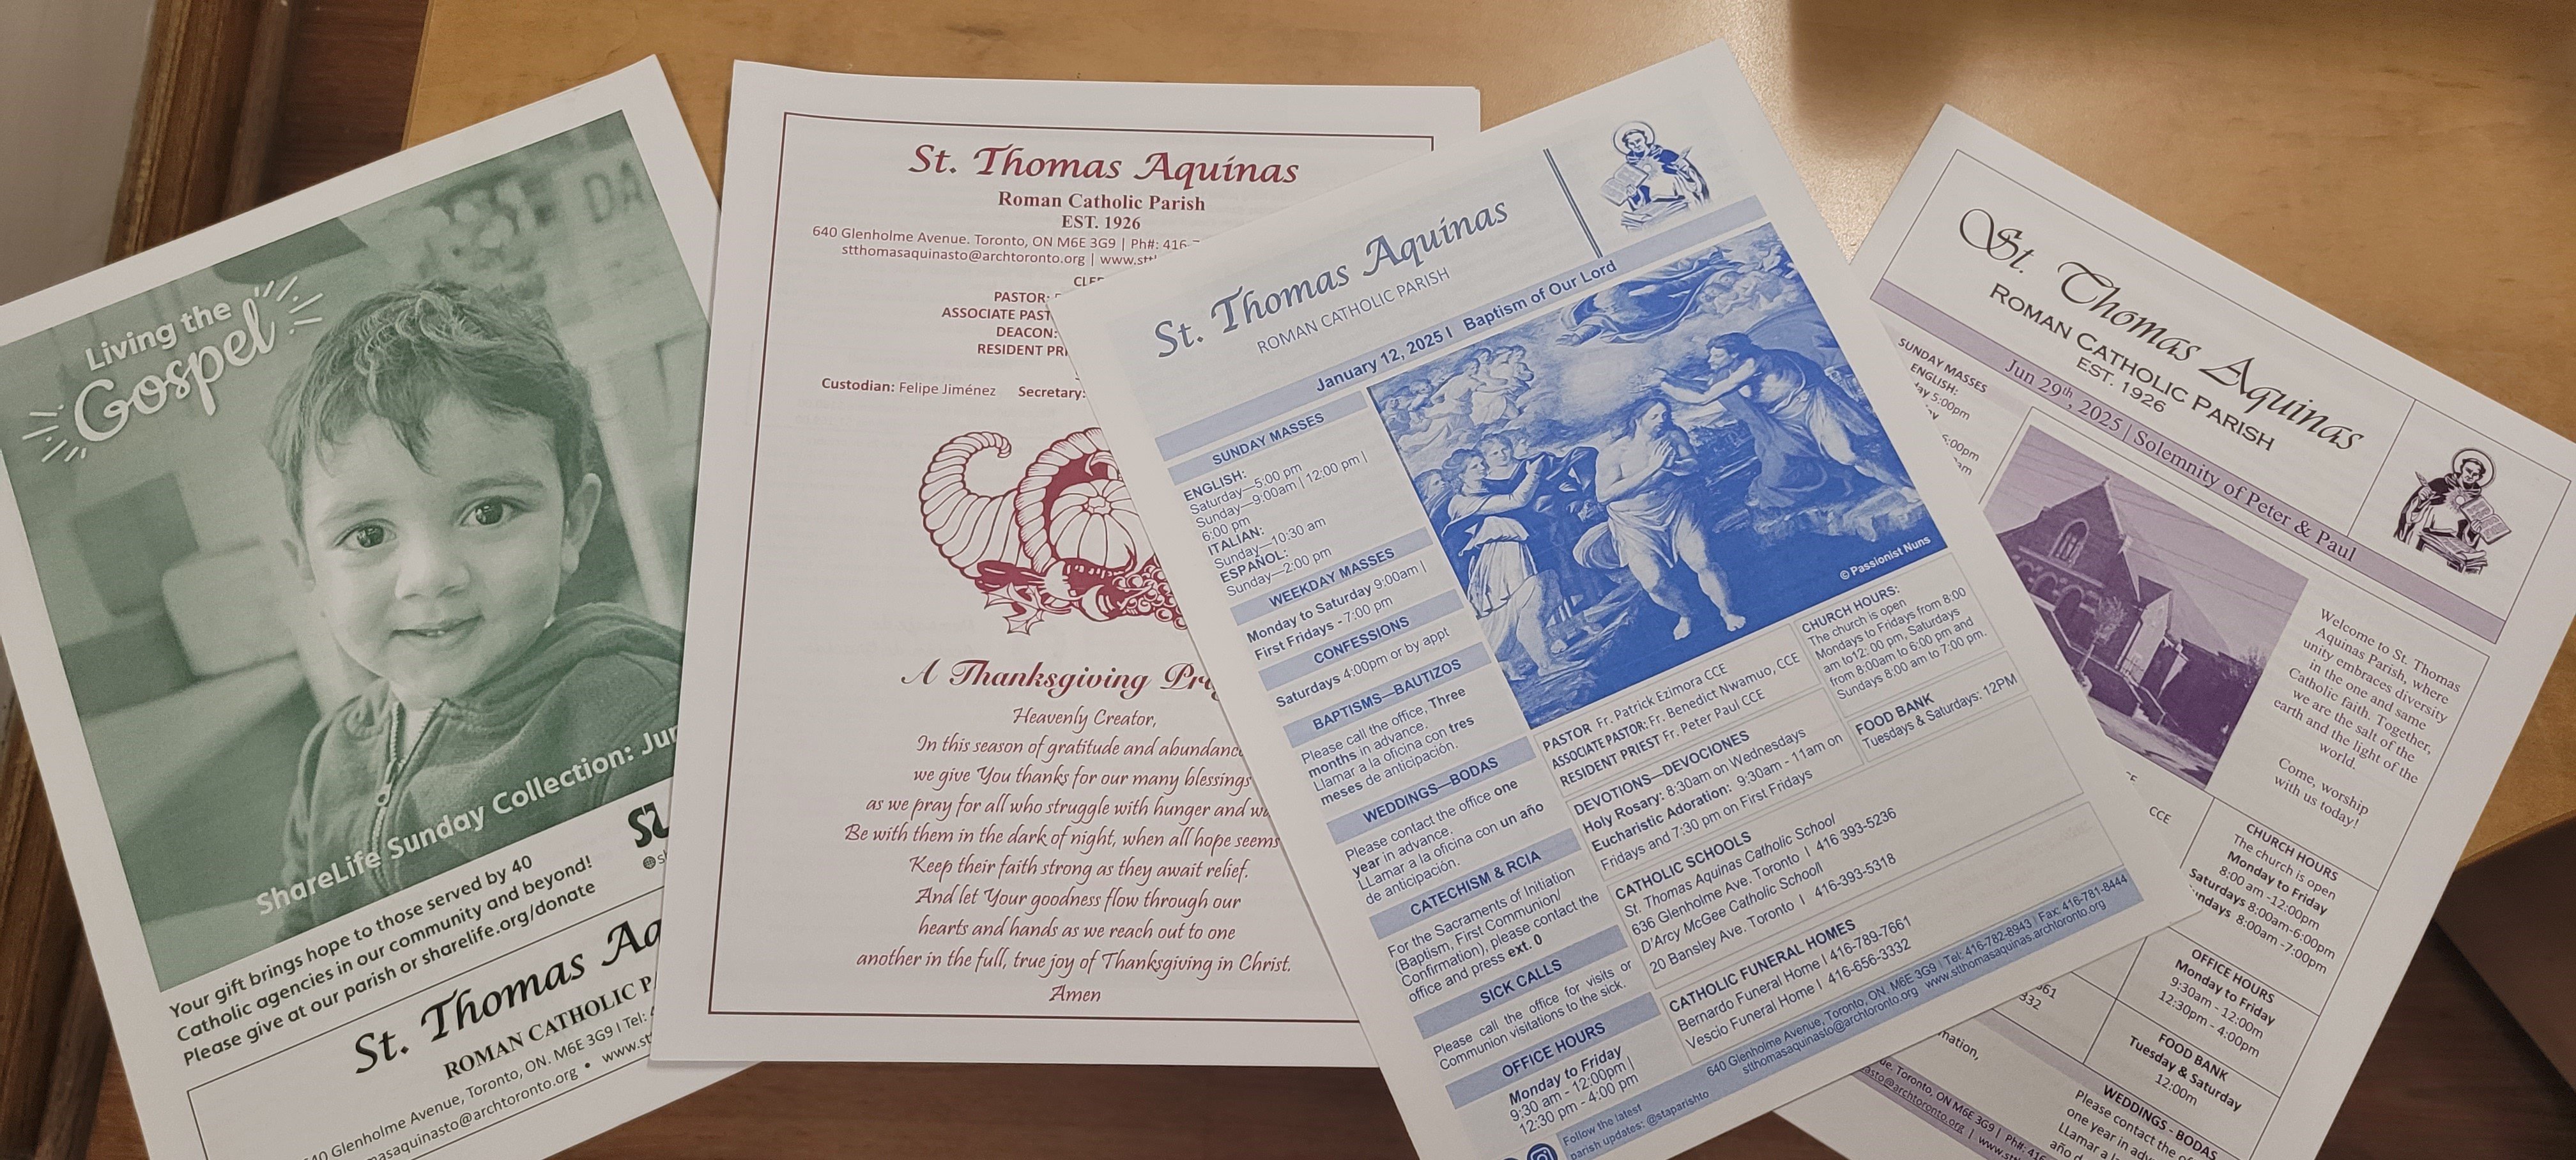 Living the
Gospel
ShareLife Sunday Collection:
Your gift brings hope to those served by 40
Catholic agencies in our community and beyond!
Please give at our parish or sharelife.org/donate
St. Thomas
ROMAN CATHOLIC
Glenholme Avenue, Toronto, ON. M6E 3G9 I Tel:
masaquinasto@archtoronto.org •
St. Thomas Aquinas
Roman Catholic Parish
EST. 1926
640 Glenholme Avenue. Toronto, ON M6E 3G9 | Ph#: 416-7
stthomasaquinasto@archtoronto.org |
PASTOR:
ASSOCIATE
DEACON:
RESIDENT
Custodian: Felipe Jiménez Secretary:
A Thanksgiving
Heavenly Creator,
In this season of gratitude and abundance
we give You thanks for our many blessings
as we pray for all who struggle with hunger and
Be with them in the dark of night, when all hope seems
Keep their faith strong as they await relief.
And let Your goodness flow through our
hearts and hands as we reach out to one
another in the full, true joy of Thanksgiving in Christ.
Amen
St. Thomas Aquinas
ROMAN CATHOLIC PARISH
January 12, 2025 I Baptism of Our Lord
SUNDAY MASSES
ENGLISH:
Saturday—5:00 pm
Sunday—9:00am | 12:00 pm |
6:00 pm
ITALIAN:
Sunday—10:30 am
ESPAÑOL:
Sunday—2:00 pm
WEEKDAY MASSES
Monday to Saturday 9:00am |
First Fridays - 7:00 pm
CONFESSIONS
Saturdays 4:00pm or by appt
BAPTISMS—BAUTIZOS
Please call the office, Three
months in advance.
Llamar a la oficina con tres
meses de anticipación.
WEDDINGS—BODAS
Please contact the office one
year in advance.
LLamar a la oficina con un año
de anticipación.
CATECHISM & RCIA
For the Sacraments of Initiation
(Baptism, First Communion/
Confirmation), please contact the
office and press ext. 0
SICK CALLS
Please call the office for visits or
Communion visitations to the sick.
OFFICE HOURS
Monday to Friday
9:30 am - 12:00pm |
12:30 pm - 4:00 pm
Follow the latest
parish updates: @staparishto
© Passionist Nuns
PASTOR Fr. Patrick Ezimora CCE
ASSOCIATE PASTOR: Fr. Benedict Nwamuo, CCE
RESIDENT PRIEST Fr. Peter Paul CCE
DEVOTIONS—DEVOCIONES
Holy Rosary: 8:30am on Wednesdays
Eucharistic Adoration: 9:30am - 11am on
Fridays and 7:30 pm on First Fridays
CATHOLIC SCHOOLS
St. Thomas Aquinas Catholic School
636 Glenholme Ave. Toronto I 416 393-5236
D'Arcy McGee Catholic Schooll
20 Bansley Ave. Toronto I 416-393-5318
CATHOLIC FUNERAL HOMES
Bernardo Funeral Home I 416-789-7661
Vescio Funeral Home I 416-656-3332
CHURCH HOURS:
The church is open
Mondays to Fridays from 8:00
am to12: 00 pm, Saturdays
from 8:00am to 6:00 pm and
Sundays 8:00 am to 7:00 pm.
FOOD BANK
Tuesdays & Saturdays: 12PM
640 Glenholme Avenue, Toronto, ON. M6E 3G9 | Tel: 416-782-8943 | Fax: 416-781-8444
stthomasaquinasto@archtoronto.org www.stthomasaquinas.archtoronto.org
St. Thomas Aquinas
ROMAN CATHOLIC PARISH
EST. 1926
Jun 29th, 2025 | Solemnity of Peter & Paul
SUNDAY MASSES
ENGLISH:
5:00pm
Welcome to St. Thomas
Aquinas Parish, where
unity embraces diversity
in the one and same
Catholic faith. Together,
we are the salt of the
earth and the light of the
world.
Come, worship
with us today!
CCE
CHURCH HOURS
The church is open
Monday to Friday
8:00 am -12:00pm
Saturdays 8:00am-6:00pm
8:00am -7:00pm
OFFICE HOURS
Monday to Friday
9:30am - 12:00m
12:30pm - 4:00pm
FOOD BANK
Tuesday & Saturday
12:00m
WEDDINGS - BODAS
Please contact the
one year in
LLamar a
Toronto, ON M6E 3G9 | Ph#:
@archtoronto.org |